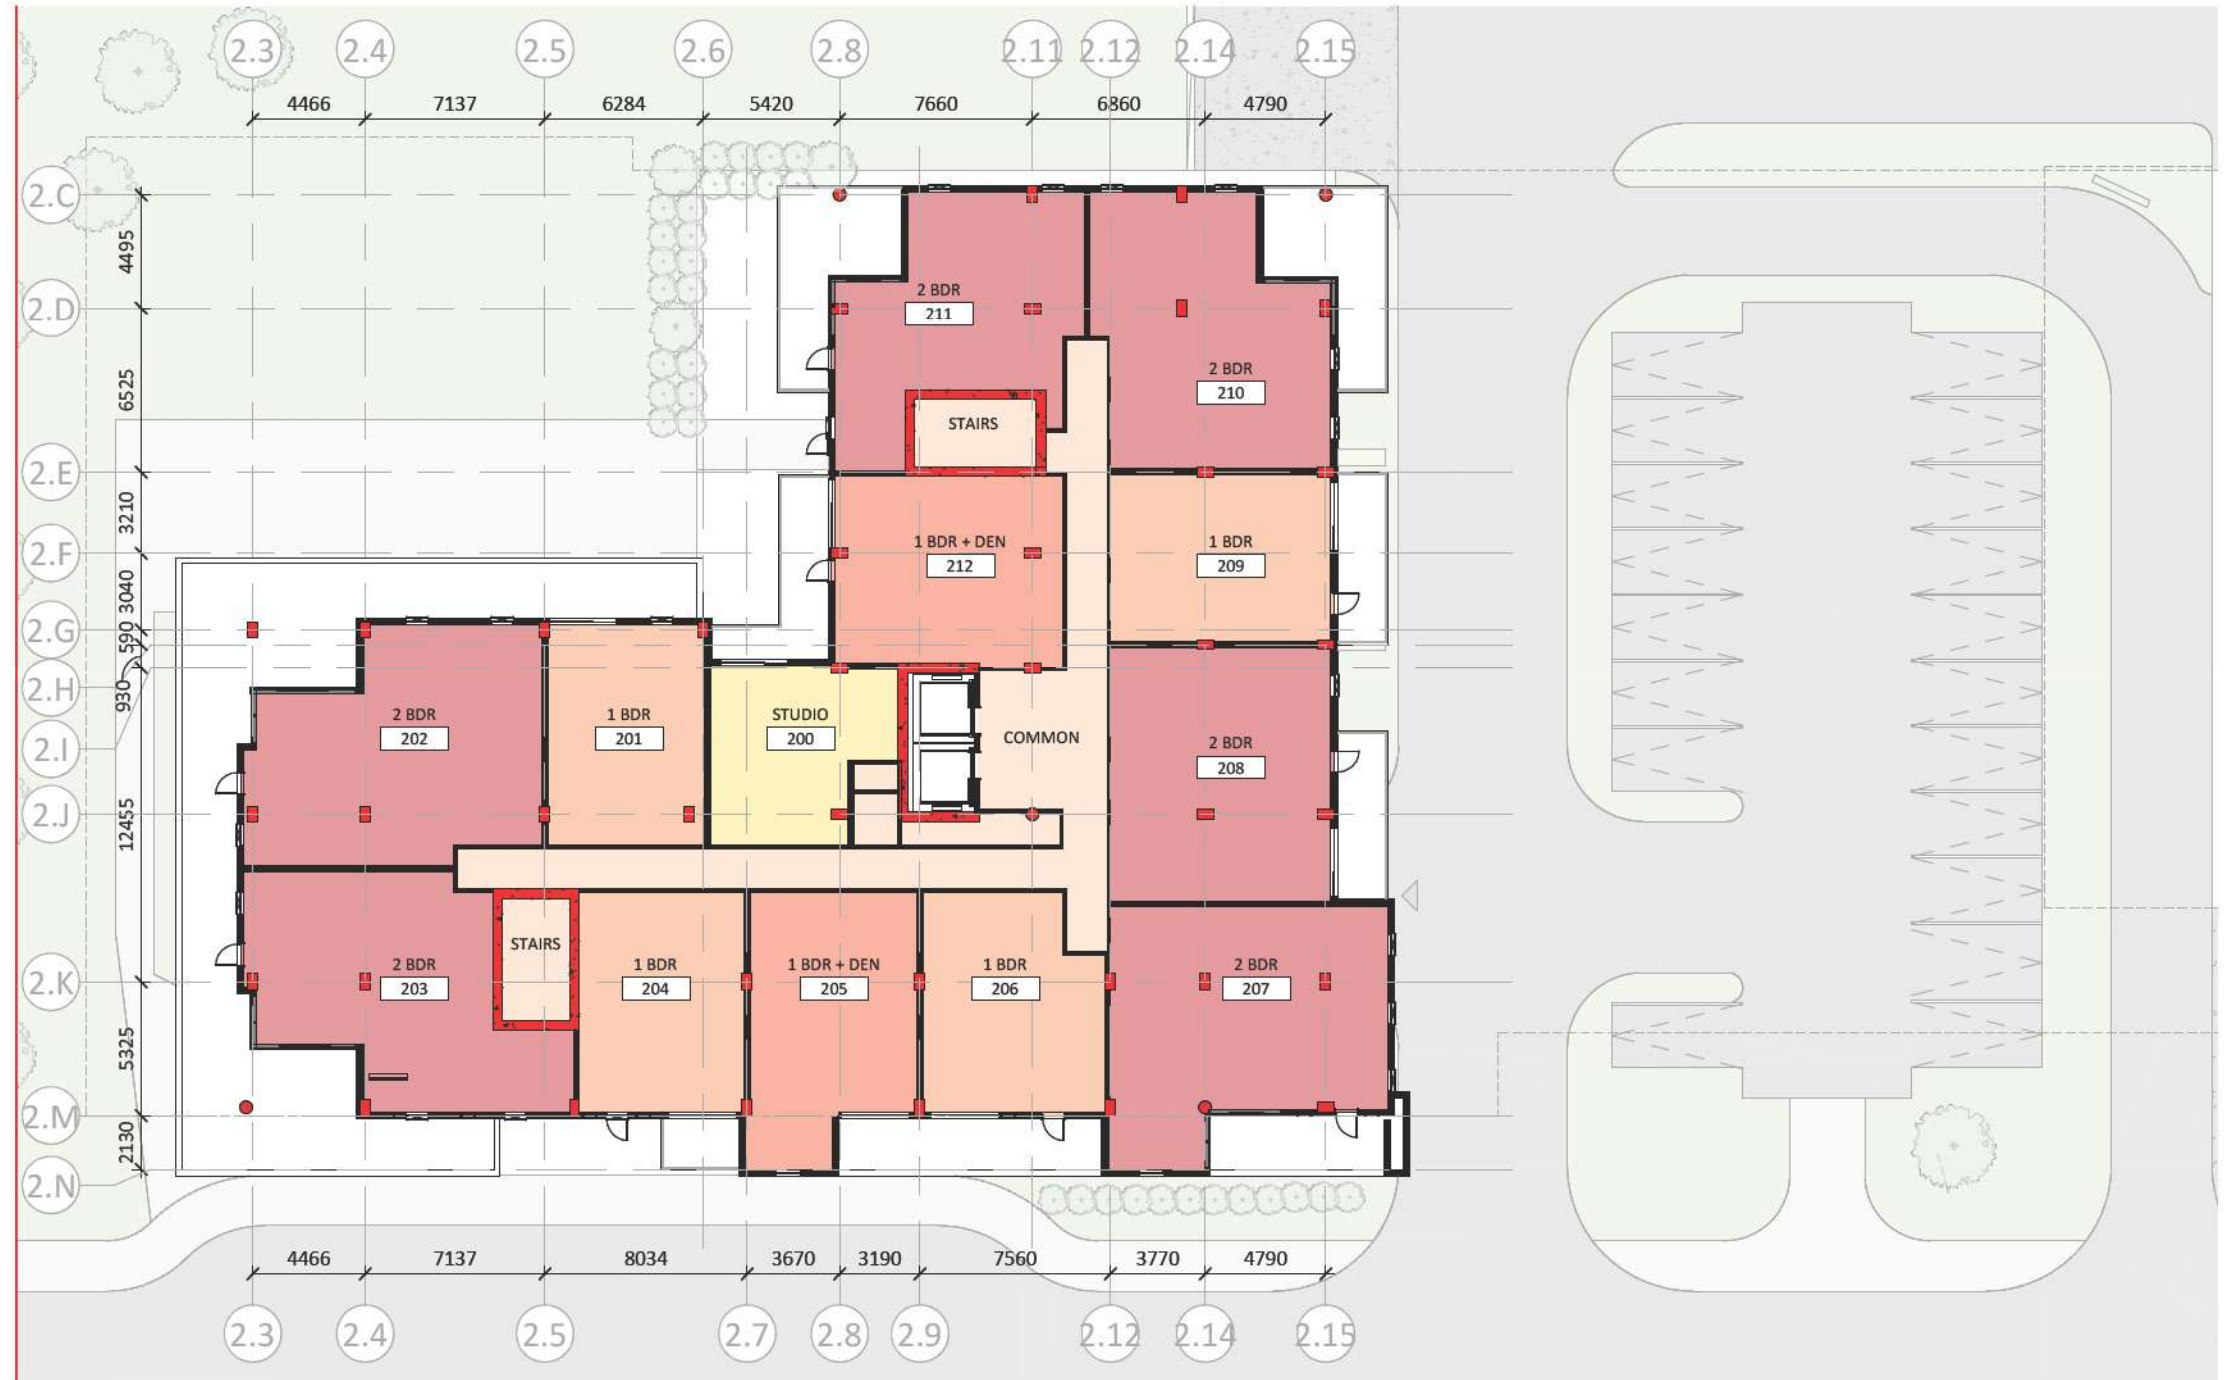 2.3 2.4 2.5 2.6 2.8 2.11 2.12 2.14 2.15
4466 7137 6284 5420 7660 6860 4790
2.C
4495
2.D
2 BDR
211
6525
2 BDR
210
STAIRS
2.E
3210
1 BDR + DEN
212
1 BDR
209
2.F
3040
2.G
590
2.H
930
2 BDR
202
1 BDR
201
STUDIO
200
COMMON
2 BDR
208
2.I
2.J
12455
STAIRS
2 BDR
203
1 BDR
204
1 BDR + DEN
205
1 BDR
206
2 BDR
207
2.K
5325
2.M
2130
2.N
4466 7137 8034 3670 3190 7560 3770 4790
2.3 2.4 2.5 2.7 2.8 2.9 2.12 2.14 2.15